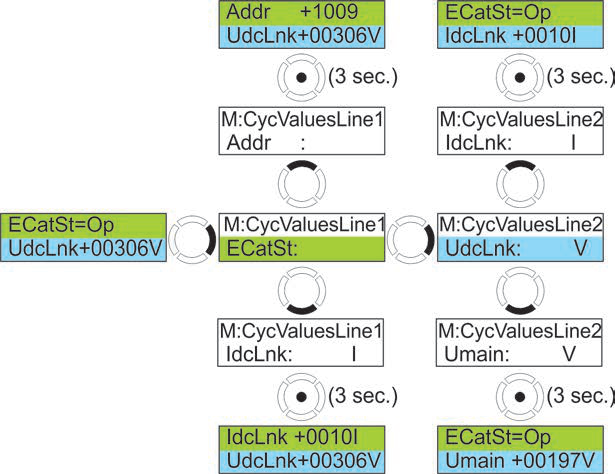 Addr +1009
UdcLnk+00306V
ECatSt=Op
IdcLnk +0010I
(3 sec.)
(3 sec.)
M:CycValuesLine1
Addr :
M:CycValuesLine2
IdcLnk: I
ECatSt=Op
UdcLnk+00306V
M:CycValuesLine1
ECatSt:
M:CycValuesLine2
UdcLnk: V
M:CycValuesLine1
IdcLnk: I
M:CycValuesLine2
Umain: V
(3 sec.)
(3 sec.)
IdcLnk +0010I
UdcLnk+00306V
ECatSt=Op
Umain +00197V